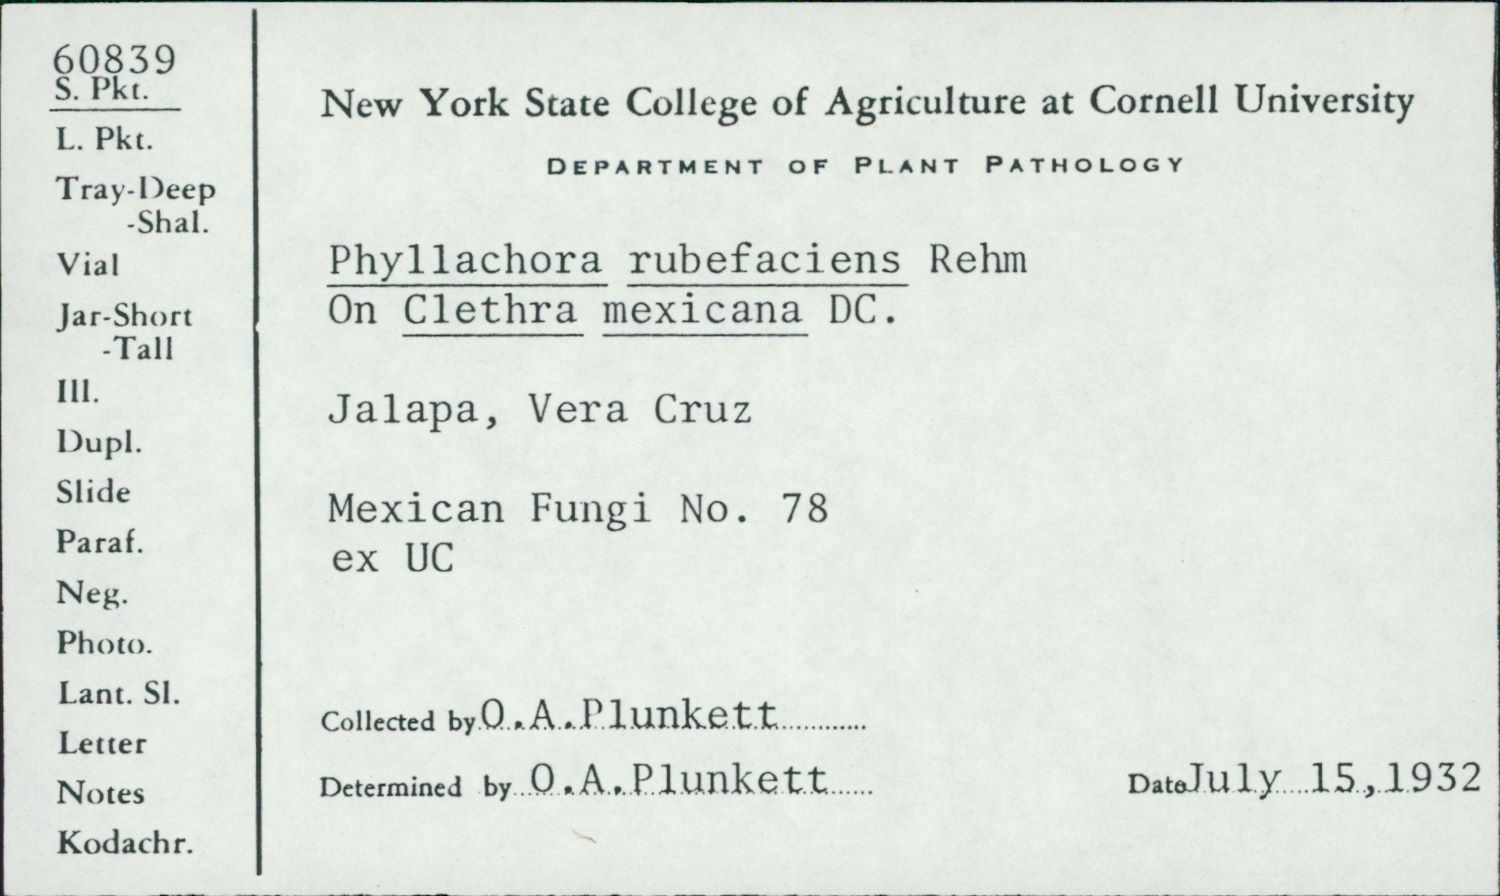 60839
S. Pkt.
L. Pkt.
Tray-Deep
-Shal.
Vial
Jar-Short
-Tall
Ill.
Dupl.
Slide
Paraf.
Neg.
Photo.
Lant. Sl.
Letter
Notes
Kodachr.
New York State College of Agriculture at Cornell University
DEPARTMENT OF PLANT PATHOLOGY
Phyllachora rubefaciens Rehm
On Clethra mexicana DC.
Jalapa, Vera Cruz
Mexican Fungi No. 78
ex UC
Collected by O.A.Plunkett
Determined by O.A.Plunkett
Date July 15, 1932